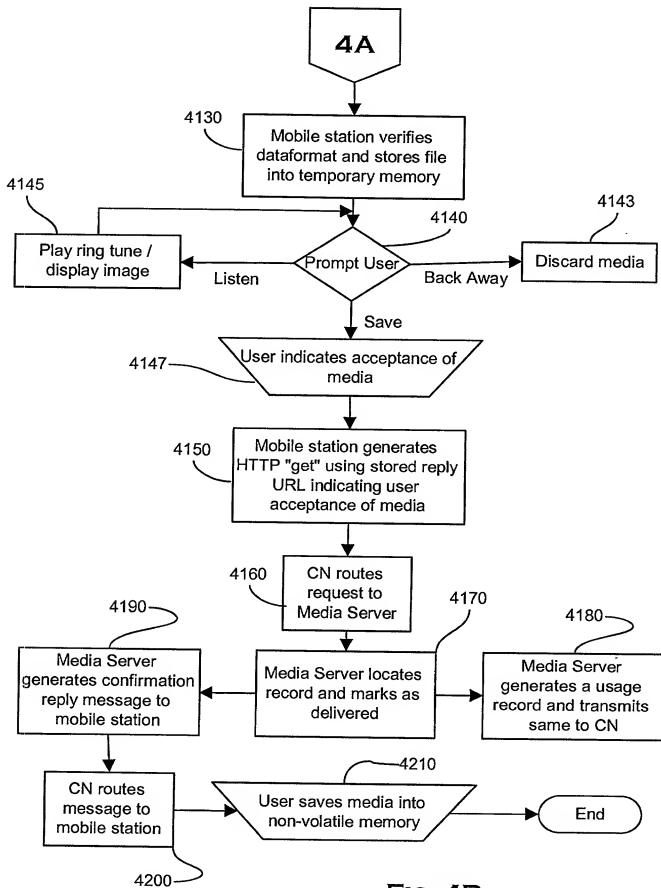 4A
4130
Mobile station verifies
dataformat and stores file
into temporary memory
4145
4140
4143
Play ring tune /
display image
Listen
Prompt User
Back Away
Discard media
Save
4147
User indicates acceptance of
media
4150
Mobile station generates
HTTP "get" using stored reply
URL indicating user
acceptance of media
4160
CN routes
request to
Media Server
4190
4170
4180
Media Server
generates confirmation
reply message to
mobile station
Media Server locates
record and marks as
delivered
Media Server
generates a usage
record and transmits
same to CN
4210
CN routes
message to
mobile station
User saves media into
non-volatile memory
End
4200